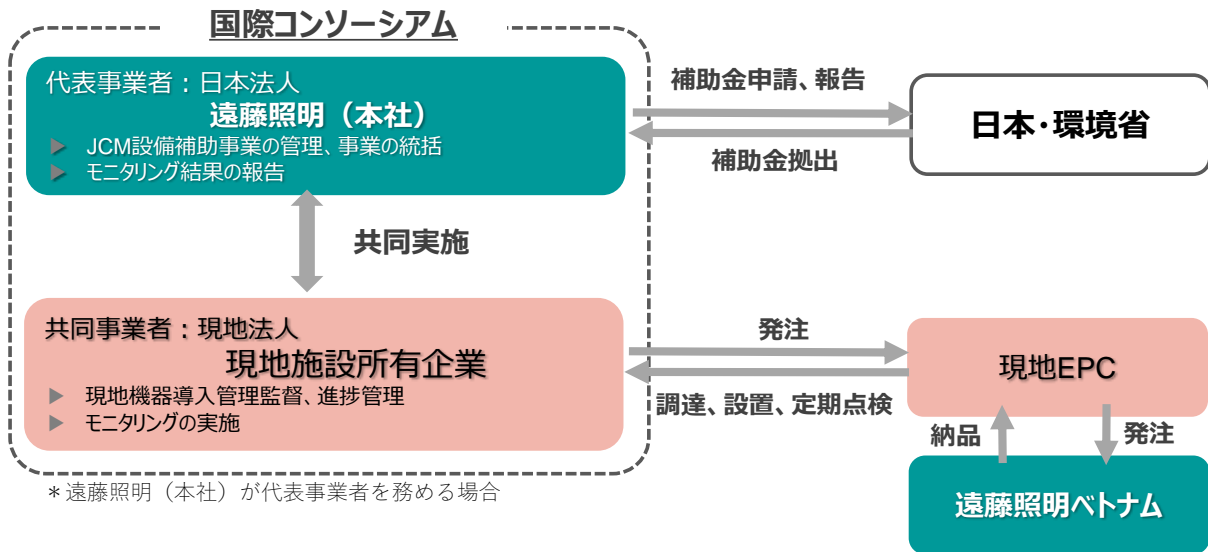 国際コンソーシアム
代表事業者：日本法人
遠藤照明（本社）
JCM設備補助事業の管理、事業の統括
モニタリング結果の報告
補助金申請、報告
補助金拠出
日本・環境省
共同実施
共同事業者：現地法人
現地施設所有企業
現地機器導入管理監督、進捗管理
モニタリングの実施
発注
調達、設置、定期点検
現地EPC
納品
発注
遠藤照明ベトナム
＊遠藤照明（本社）が代表事業者を務める場合